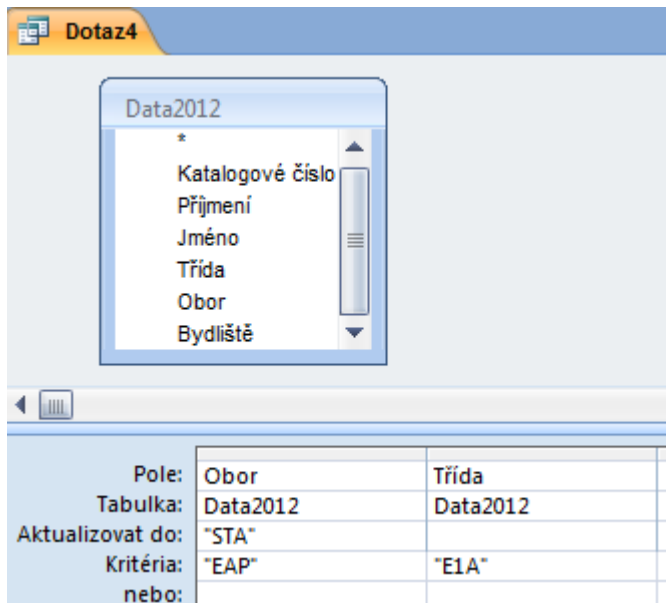 Dotaz4
Data2012
*
Katalogové číslo
Příjmení
Jméno
Třída
Obor
Bydliště
Pole: Obor Třída
Tabulka: Data2012 Data2012
Aktualizovat do: "STA"
Kritéria: "EAP" "E1A"
nebo: